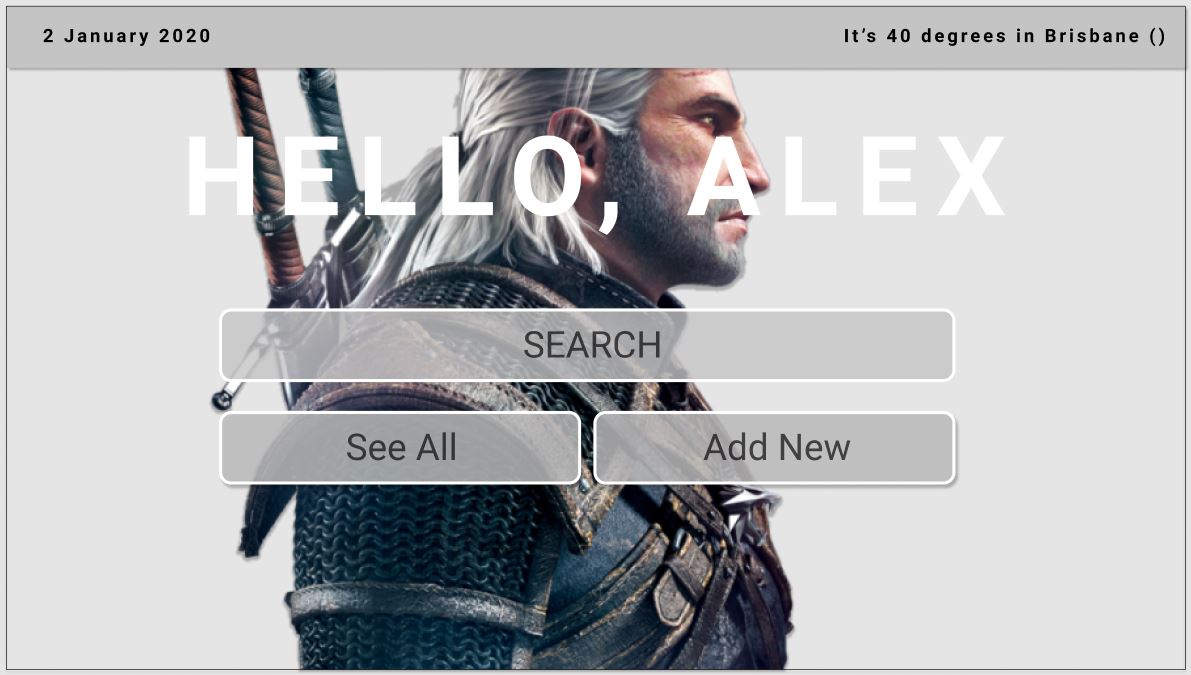 2 January 2020
It’s 40 degrees in Brisbane ()
HELLO, ALEX
SEARCH
See All
Add New